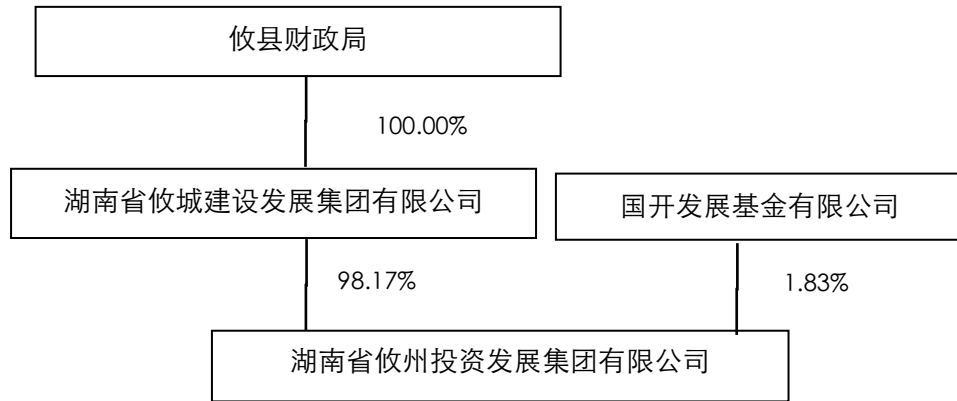 攸县财政局
100.00%
湖南省攸城建设发展集团有限公司
国开发展基金有限公司
98.17%
1.83%
湖南省攸州投资发展集团有限公司